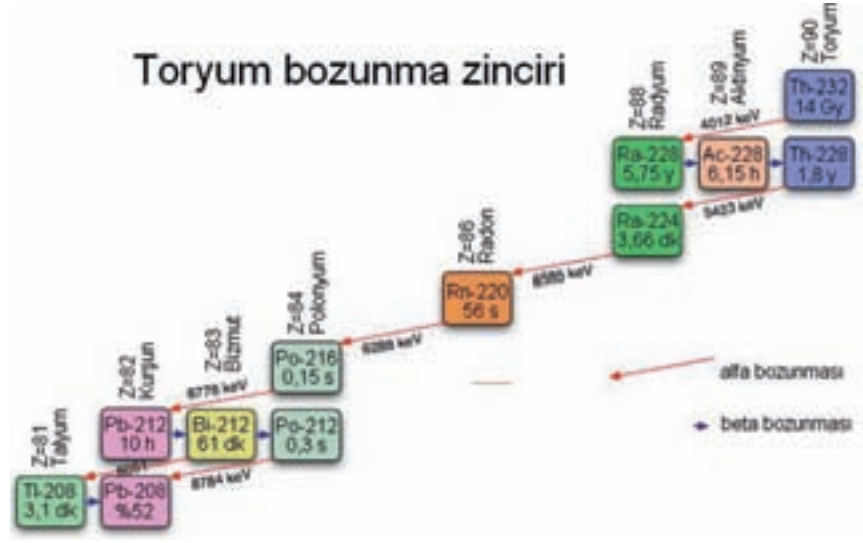 Toryum bozunma zinciri
Z=90
Toryum
Z=89
Aktinyum
Z=88
Radyum
Th-232
14 Gy
4012 keV
Ra-228
5,75 y
Ac-228
6,15 h
Th-228
1,8 y
5423 keV
Ra-224
3,66 dk
Z=86
Radon
Rn-220
56 s
Z=84
Polonyum
6288 keV
Po-216
0,15 s
Z=83
Bizmut
Z=82
Kurşun
6778 keV
Pb-212
10 h
Bi-212
61 dk
Po-212
0,3 s
Z=81
Talyum
8784 keV
Tl-208
3,1 dk
Pb-208
%52
alfa bozunması
beta bozunması